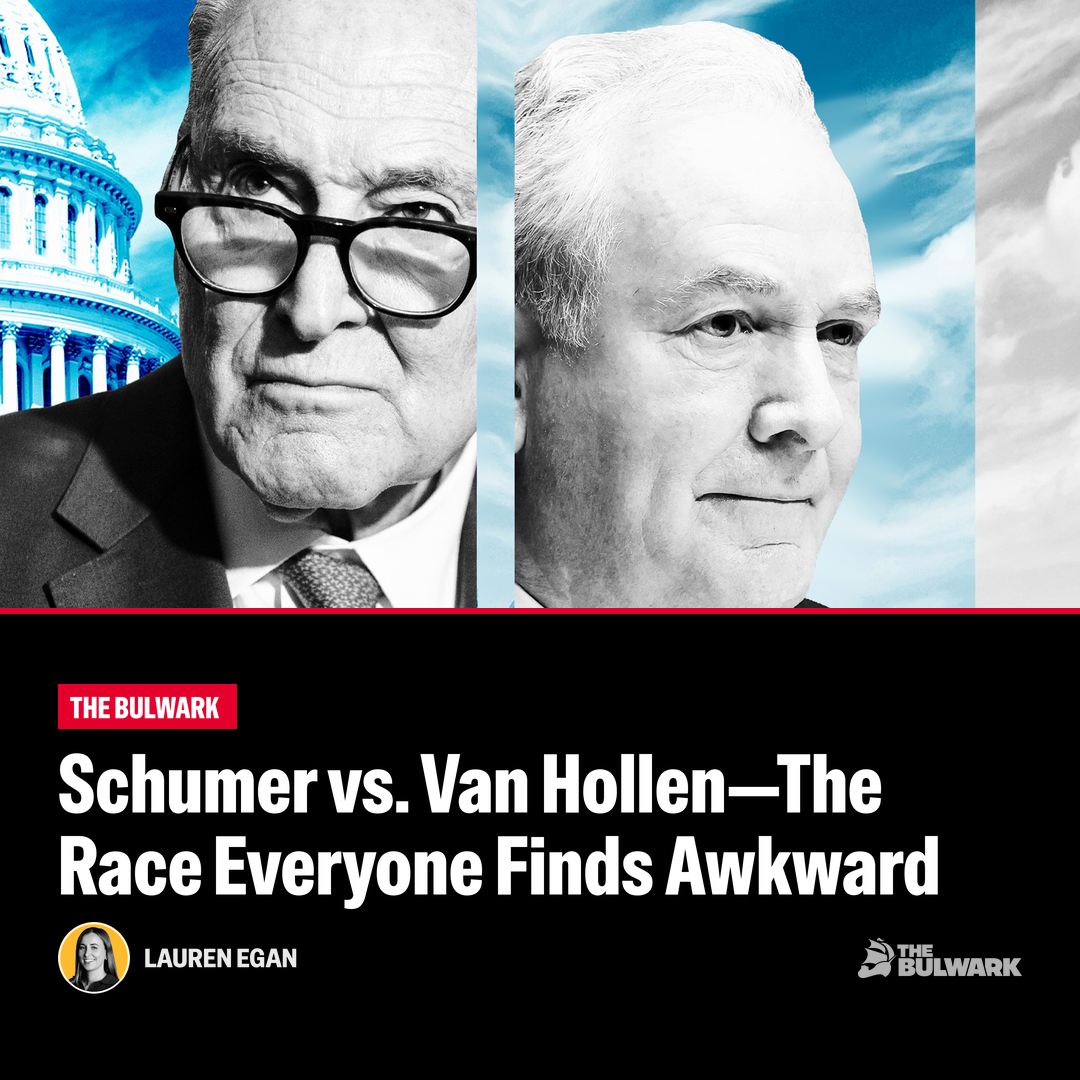 THE BULWARK
Schumer vs. Van Hollen—The
Race Everyone Finds Awkward
LAUREN EGAN
THE
BULWARK